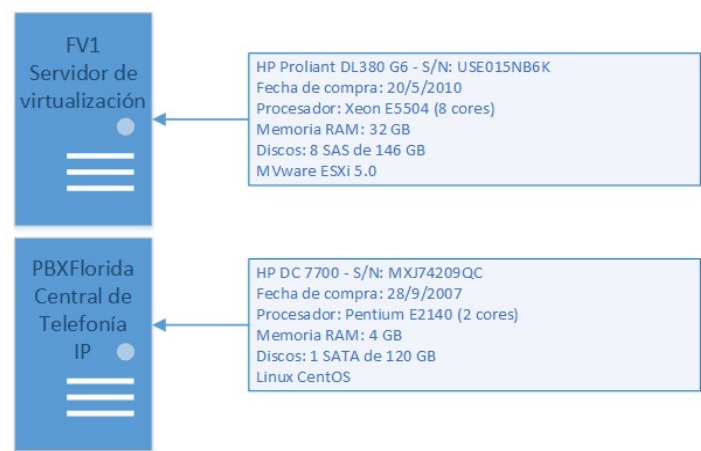 FV1
Servidor de
virtualización
HP Proliant DL380 G6 - S/N: USE015NB6K
Fecha de compra: 20/5/2010
Procesador: Xeon E5504 (8 cores)
Memoria RAM: 32 GB
Discos: 8 SAS de 146 GB
MVware ESXi 5.0
PBXFlorida
Central de
Telefonía
IP
HP DC 7700 - S/N: MXJ74209QC
Fecha de compra: 28/9/2007
Procesador: Pentium E2140 (2 cores)
Memoria RAM: 4 GB
Discos: 1 SATA de 120 GB
Linux CentOS